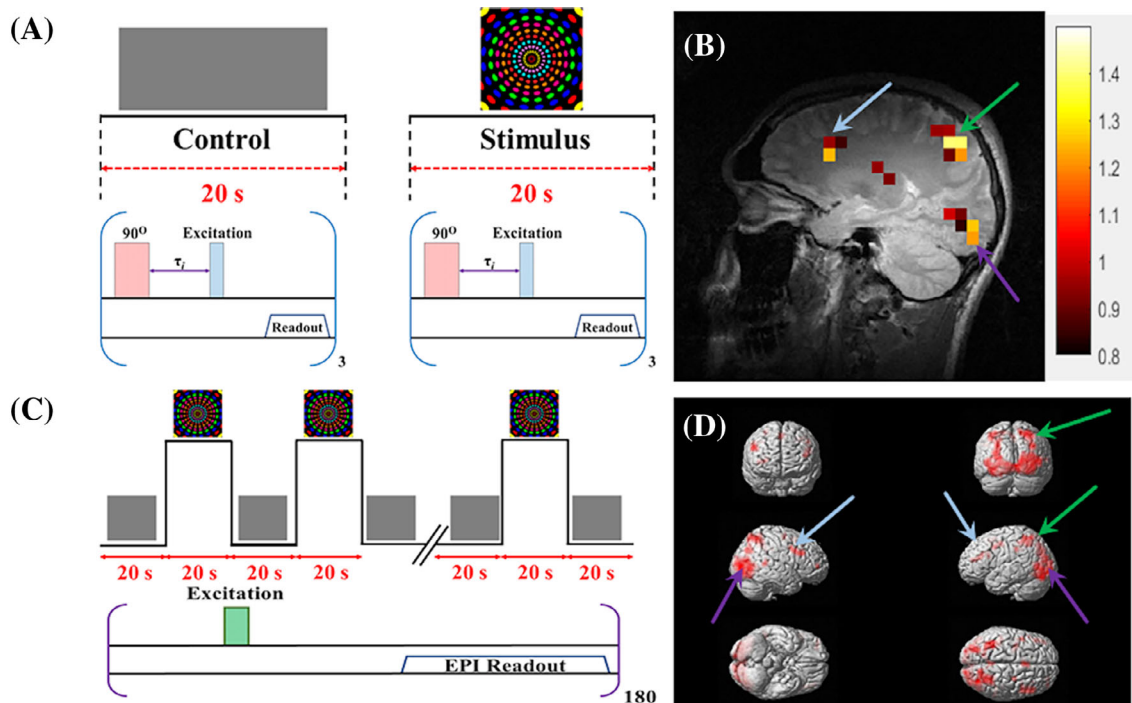 (A)
Control
Stimulus
20 s
20 s
90O
Excitation
τi
Readout
3
90O
Excitation
τi
Readout
3
(B)
1.4
1.3
1.2
1.1
1
0.9
0.8
(C)
20 s 20 s 20 s 20 s 20 s 20 s 20 s
Excitation
EPI Readout
180
(D)